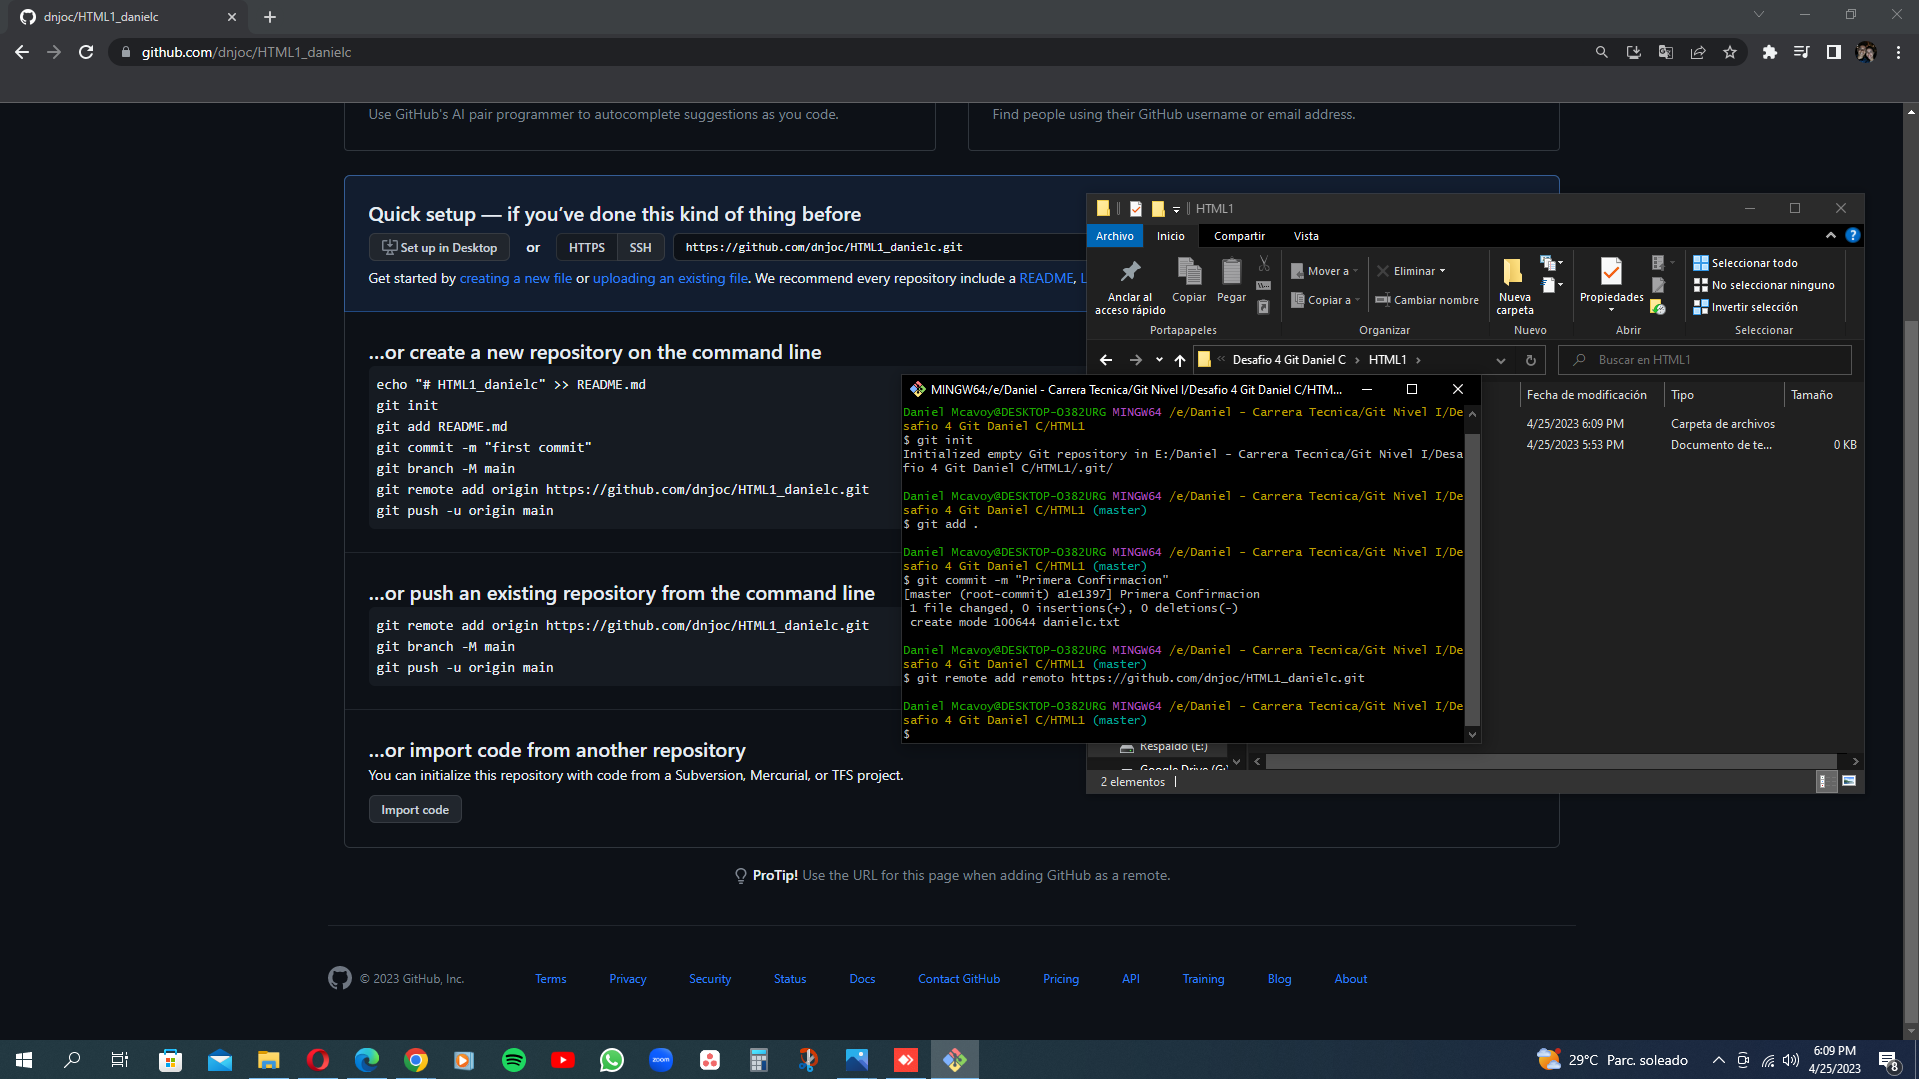 dnjoc/HTML1_danielc
github.com/dnjoc/HTML1_danielc
Use GitHub's AI pair programmer to autocomplete suggestions as you code.
Find people using their GitHub username or email address.
Quick setup — if you've done this kind of thing before
Set up in Desktop or HTTPS SSH https://github.com/dnjoc/HTML1_danielc.git
Get started by creating a new file or uploading an existing file. We recommend every repository include a README, L
...or create a new repository on the command line
echo "# HTML1_danielc" >> README.md
git init
git add README.md
git commit -m "first commit"
git branch -M main
git remote add origin https://github.com/dnjoc/HTML1_danielc.git
git push -u origin main
...or push an existing repository from the command line
git remote add origin https://github.com/dnjoc/HTML1_danielc.git
git branch -M main
git push -u origin main
...or import code from another repository
You can initialize this repository with code from a Subversion, Mercurial, or TFS project.
Import code
ProTip! Use the URL for this page when adding GitHub as a remote.
© 2023 GitHub, Inc. Terms Privacy Security Status Docs Contact GitHub Pricing API Training Blog About
HTML1
Archivo Inicio Compartir Vista
Anclar al
acceso rápido
Copiar
Pegar
Mover a
Copiar a
Eliminar
Cambiar nombre
Nueva
carpeta
Propiedades
Seleccionar todo
No seleccionar ninguno
Invertir selección
Portapapeles Organizar Nuevo Abrir Seleccionar
Desafio 4 Git Daniel C > HTML1 >
Buscar en HTML1
Fecha de modificación Tipo Tamaño
4/25/2023 6:09 PM Carpeta de archivos
4/25/2023 5:53 PM Documento de te... 0 KB
Respaldo (E:)
Google Drive (G:)
2 elementos
MINGW64:/e/Daniel - Carrera Tecnica/Git Nivel I/Desafio 4 Git Daniel C/HTM...
Daniel Mcavoy@DESKTOP-O382URG MINGW64 /e/Daniel - Carrera Tecnica/Git Nivel I/De
safio 4 Git Daniel C/HTML1
$ git init
Initialized empty Git repository in E:/Daniel - Carrera Tecnica/Git Nivel I/Desa
fio 4 Git Daniel C/HTML1/.git/
Daniel Mcavoy@DESKTOP-O382URG MINGW64 /e/Daniel - Carrera Tecnica/Git Nivel I/De
safio 4 Git Daniel C/HTML1 (master)
$ git add .
Daniel Mcavoy@DESKTOP-O382URG MINGW64 /e/Daniel - Carrera Tecnica/Git Nivel I/De
safio 4 Git Daniel C/HTML1 (master)
$ git commit -m "Primera Confirmacion"
[master (root-commit) a1e1397] Primera Confirmacion
1 file changed, 0 insertions(+), 0 deletions(-)
create mode 100644 danielc.txt
Daniel Mcavoy@DESKTOP-O382URG MINGW64 /e/Daniel - Carrera Tecnica/Git Nivel I/De
safio 4 Git Daniel C/HTML1 (master)
$ git remote add remoto https://github.com/dnjoc/HTML1_danielc.git
Daniel Mcavoy@DESKTOP-O382URG MINGW64 /e/Daniel - Carrera Tecnica/Git Nivel I/De
safio 4 Git Daniel C/HTML1 (master)
$
zoom
29°C Parc. soleado
6:09 PM
4/25/2023
8